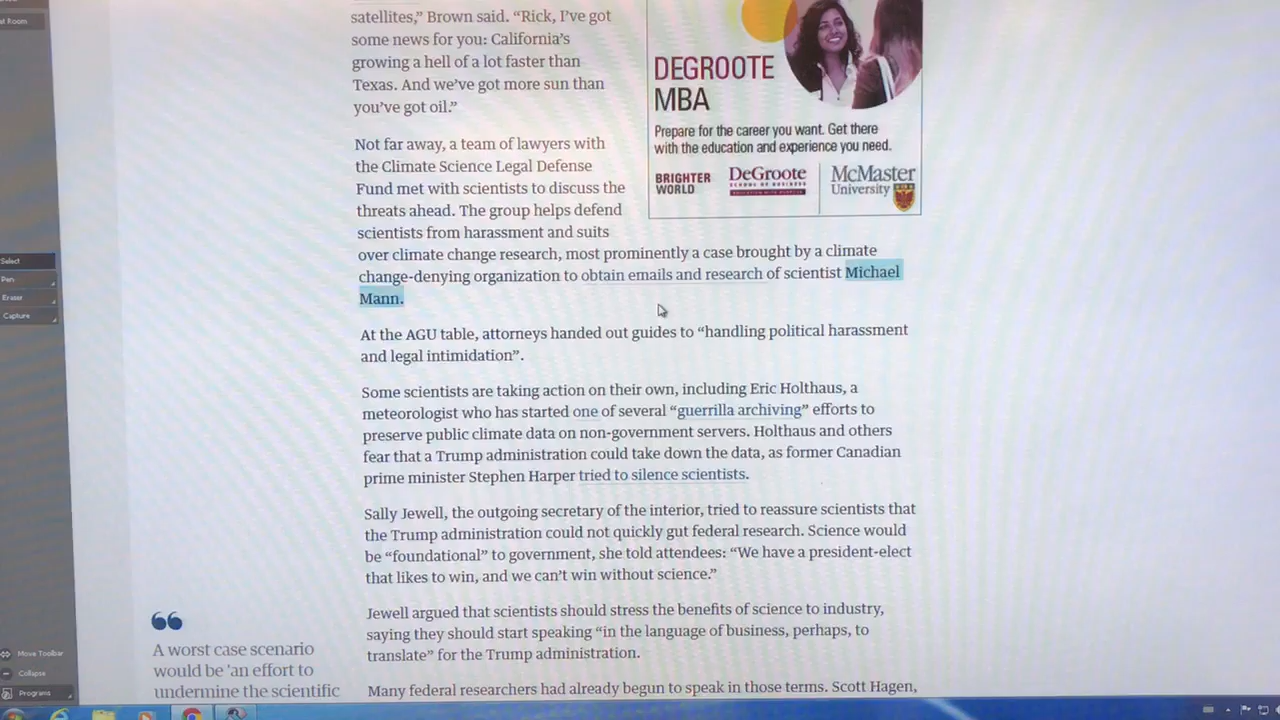 st Room
satellites,” Brown said. “Rick, I’ve got
some news for you: California’s
growing a hell of a lot faster than
Texas. And we’ve got more sun than
you’ve got oil.”
DEGROOTE
MBA
Prepare for the career you want. Get there
with the education and experience you need.
BRIGHTER
WORLD
DeGroote
SCHOOL OF BUSINESS
EDUCATION WITH PURPOSE
McMaster
University
Not far away, a team of lawyers with
the Climate Science Legal Defense
Fund met with scientists to discuss the
threats ahead. The group helps defend
scientists from harassment and suits
over climate change research, most prominently a case brought by a climate
change-denying organization to obtain emails and research of scientist Michael
Mann.
At the AGU table, attorneys handed out guides to “handling political harassment
and legal intimidation”.
Some scientists are taking action on their own, including Eric Holthaus, a
meteorologist who has started one of several “guerrilla archiving” efforts to
preserve public climate data on non-government servers. Holthaus and others
fear that a Trump administration could take down the data, as former Canadian
prime minister Stephen Harper tried to silence scientists.
Sally Jewell, the outgoing secretary of the interior, tried to reassure scientists that
the Trump administration could not quickly gut federal research. Science would
be “foundational” to government, she told attendees: “We have a president-elect
that likes to win, and we can’t win without science.”
Jewell argued that scientists should stress the benefits of science to industry,
saying they should start speaking “in the language of business, perhaps, to
translate” for the Trump administration.
Many federal researchers had already begun to speak in those terms. Scott Hagen,
A worst case scenario
would be ‘an effort to
undermine the scientific
Select
Pen
Eraser
Capture
Move Toolbar
Collapse
Programs